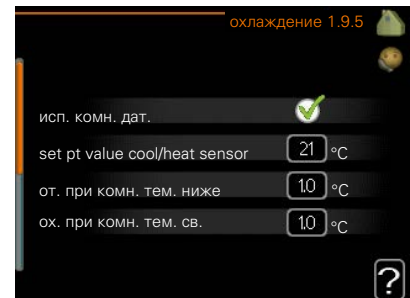 охлаждение 1.9.5
исп. комн. дат.
set pt value cool/heat sensor 21 °C
от. при комн. тем. ниже 1.0 °C
ох. при комн. тем. св. 1.0 °C
?